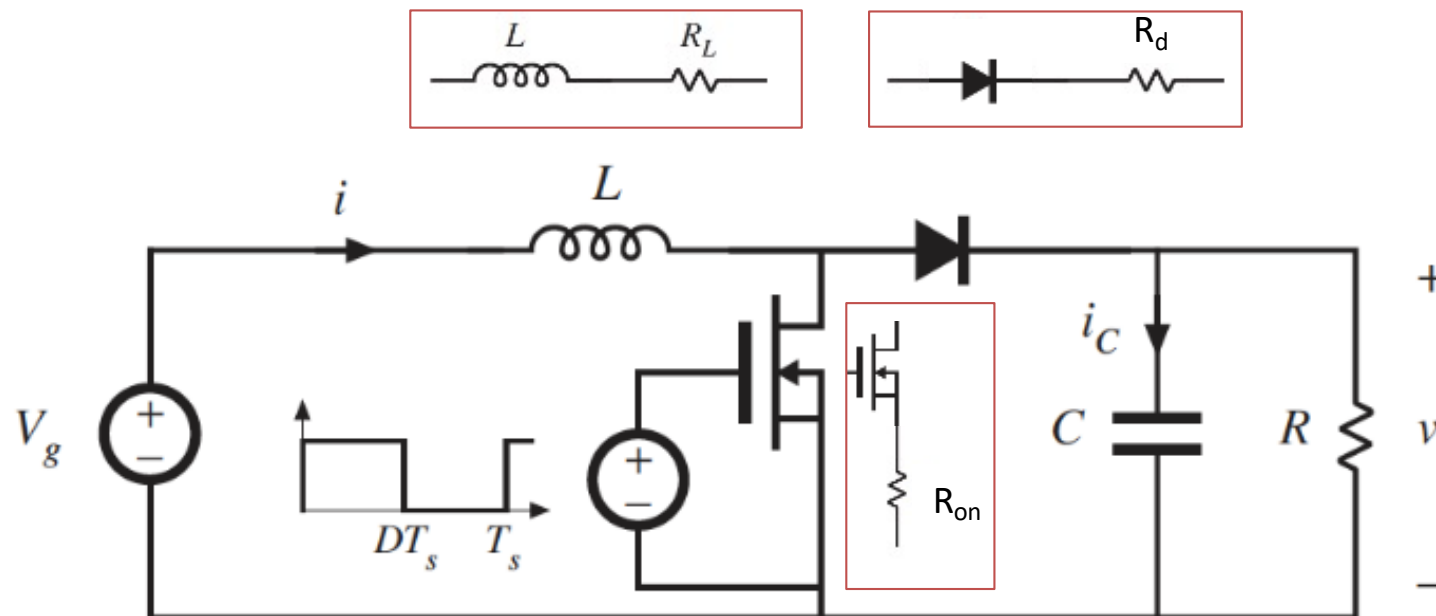 L R_L
R_d
i L
+
i_C
V_g + −
+ −
C R v
R_on
DT_s T_s
−